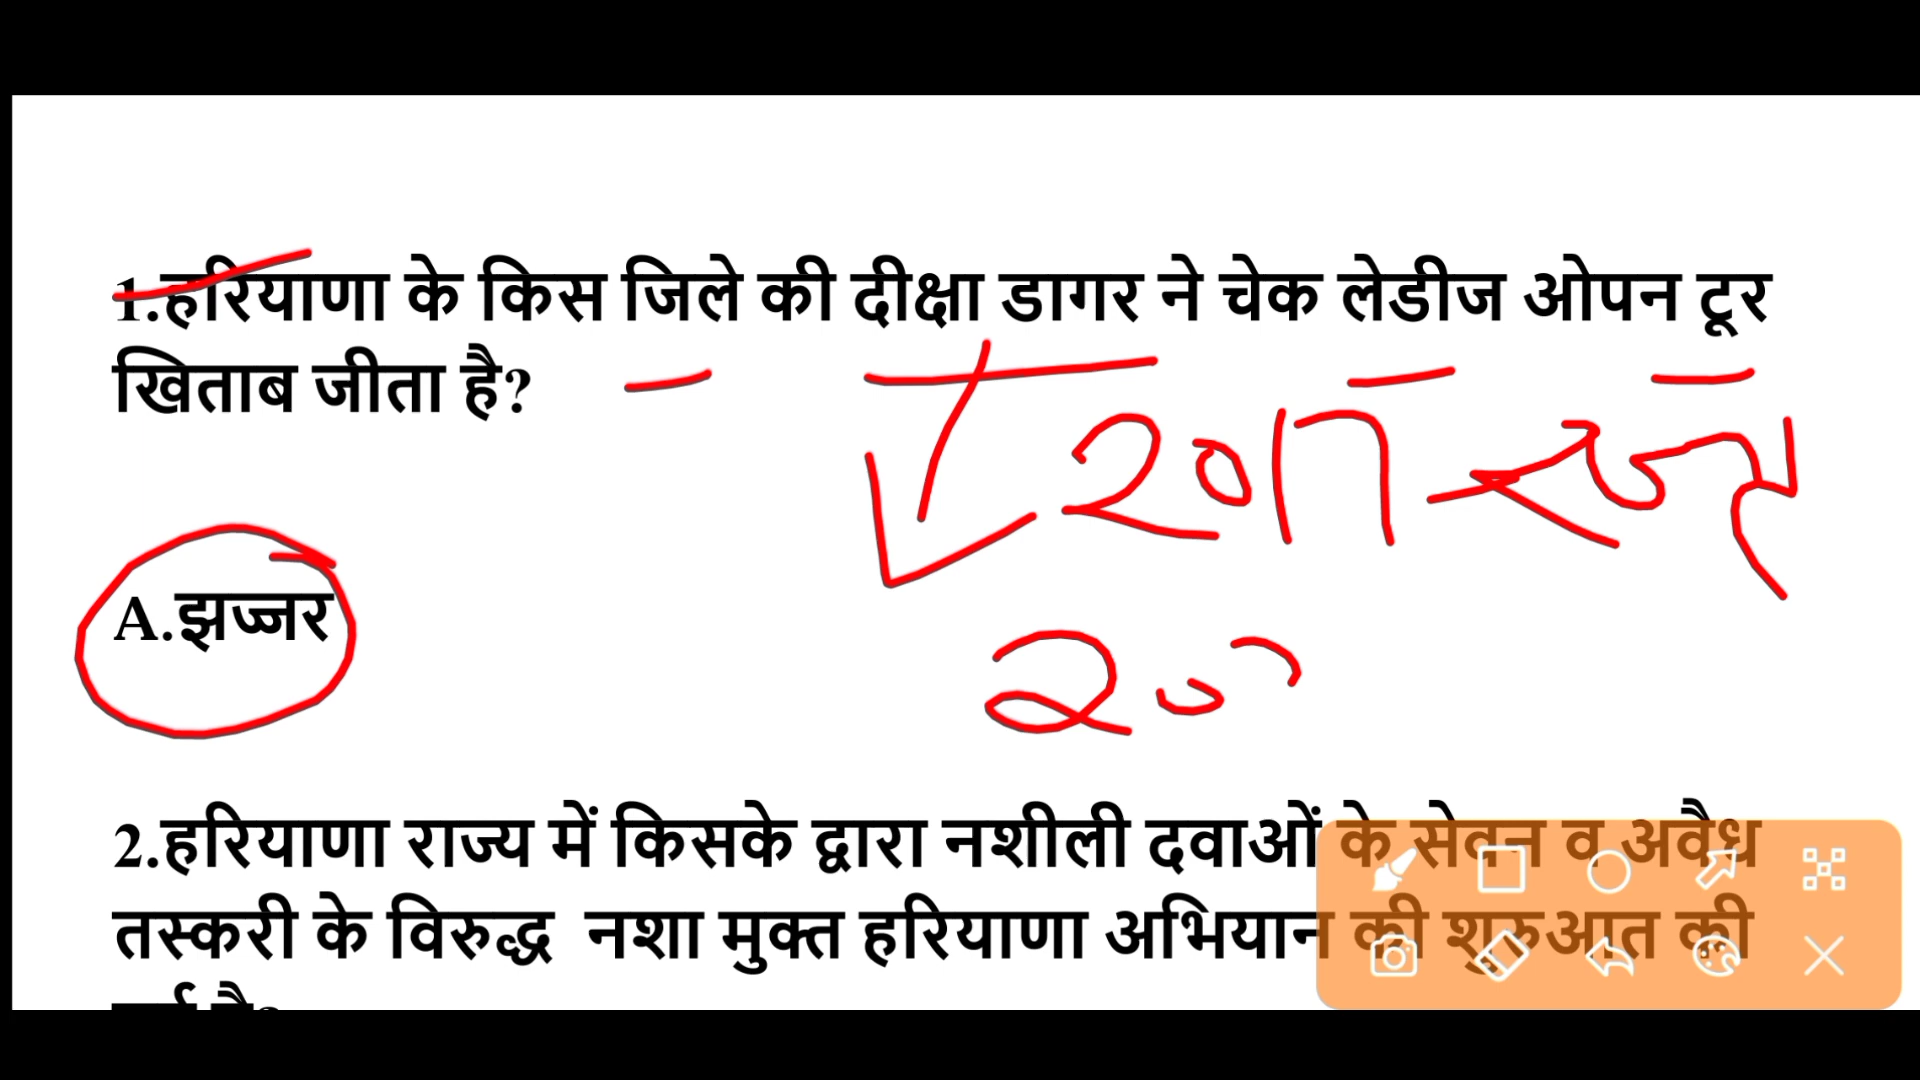 1.हरियाणा के किस जिले की दीक्षा डागर ने चेक लेडीज ओपन टूर
खिताब जीता है?
2017
A.झज्जर
2.हरियाणा राज्य में किसके द्वारा नशीली दवाओं के सेवन व अवैध
तस्करी के विरुद्ध नशा मुक्त हरियाणा अभियान की शुरुआत की